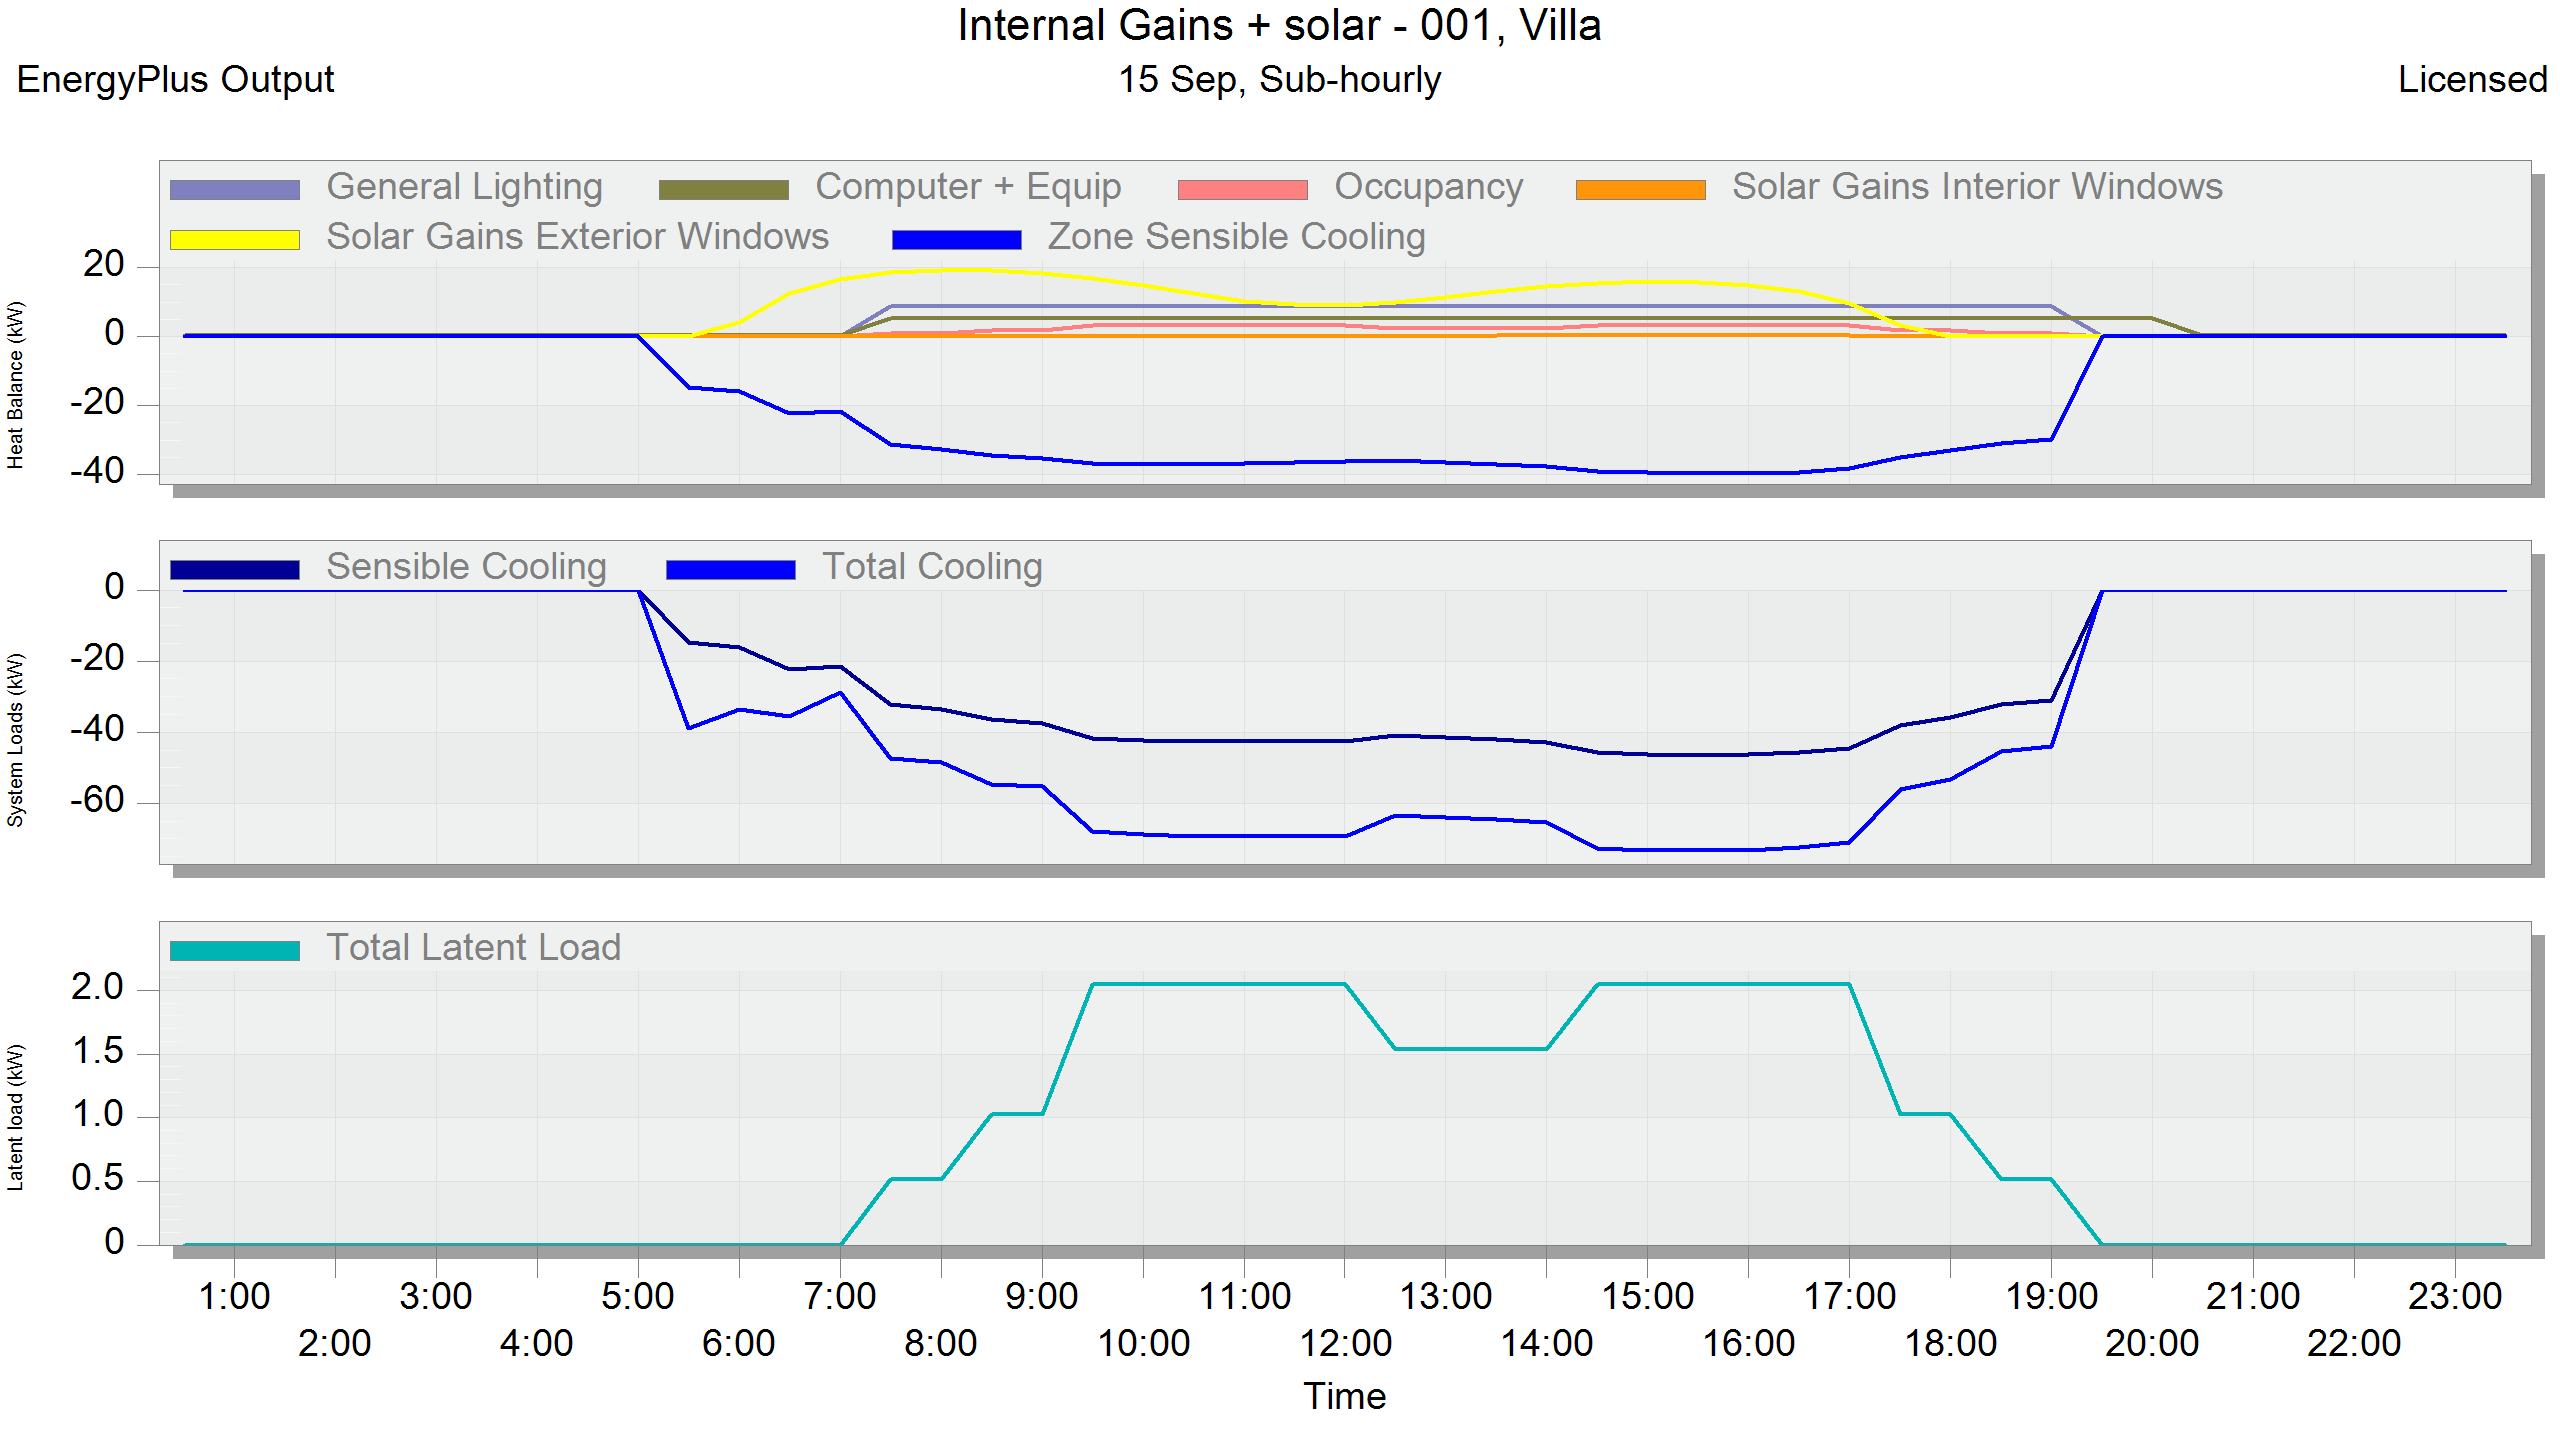 Internal Gains + solar - 001, Villa
EnergyPlus Output 15 Sep, Sub-hourly Licensed
General Lighting Computer + Equip Occupancy Solar Gains Interior Windows
Solar Gains Exterior Windows Zone Sensible Cooling
20
0
-20
-40
Heat Balance (kW)
Sensible Cooling Total Cooling
0
-20
-40
-60
System Loads (kW)
Total Latent Load
2.0
1.5
1.0
0.5
0
Latent load (kW)
1:00 3:00 5:00 7:00 9:00 11:00 13:00 15:00 17:00 19:00 21:00 23:00
2:00 4:00 6:00 8:00 10:00 12:00 14:00 16:00 18:00 20:00 22:00
Time